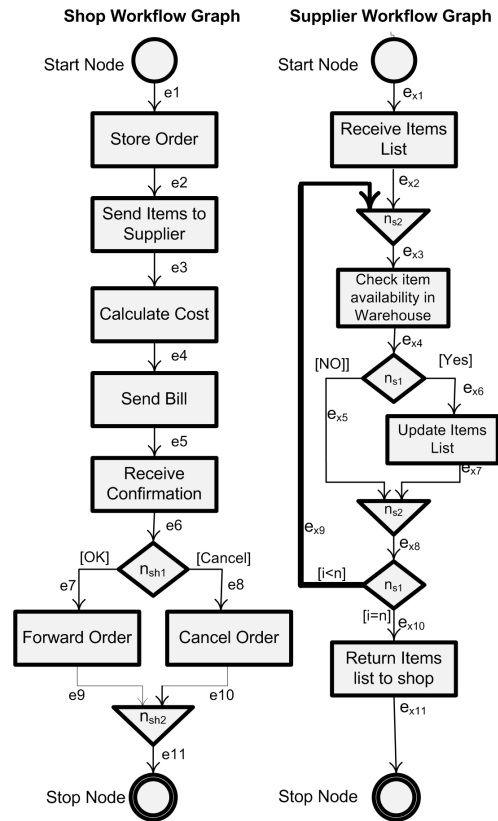 Shop Workflow Graph
Start Node
e1
Store Order
e2
Send Items to
Supplier
e3
Calculate Cost
e4
Send Bill
e5
Receive
Confirmation
e6
[OK]
[Cancel]
nsh1
e7
e8
Forward Order
Cancel Order
e9
e10
nsh2
e11
Stop Node
Supplier Workflow Graph
Start Node
ex1
Receive Items
List
ex2
ns2
ex3
Check item
availability in
Warehouse
ex4
[NO]]
[Yes]
ns1
ex5
ex6
Update Items
List
ex7
ns2
ex9
ex8
[i<n]
ns1
[i=n]
ex10
Return Items
list to shop
ex11
Stop Node